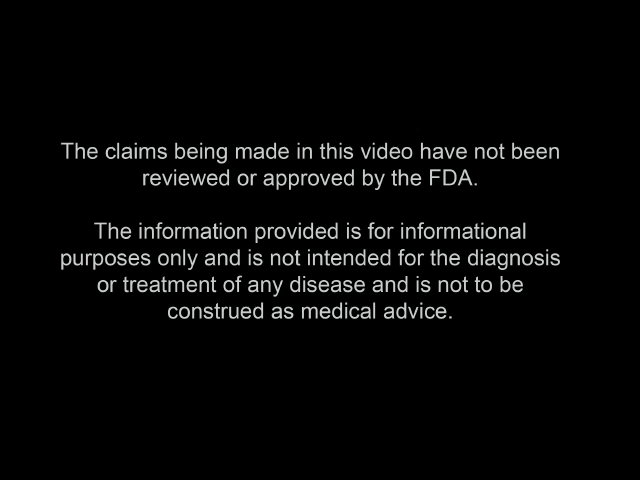 The claims being made in this video have not been
reviewed or approved by the FDA.
The information provided is for informational
purposes only and is not intended for the diagnosis
or treatment of any disease and is not to be
construed as medical advice.